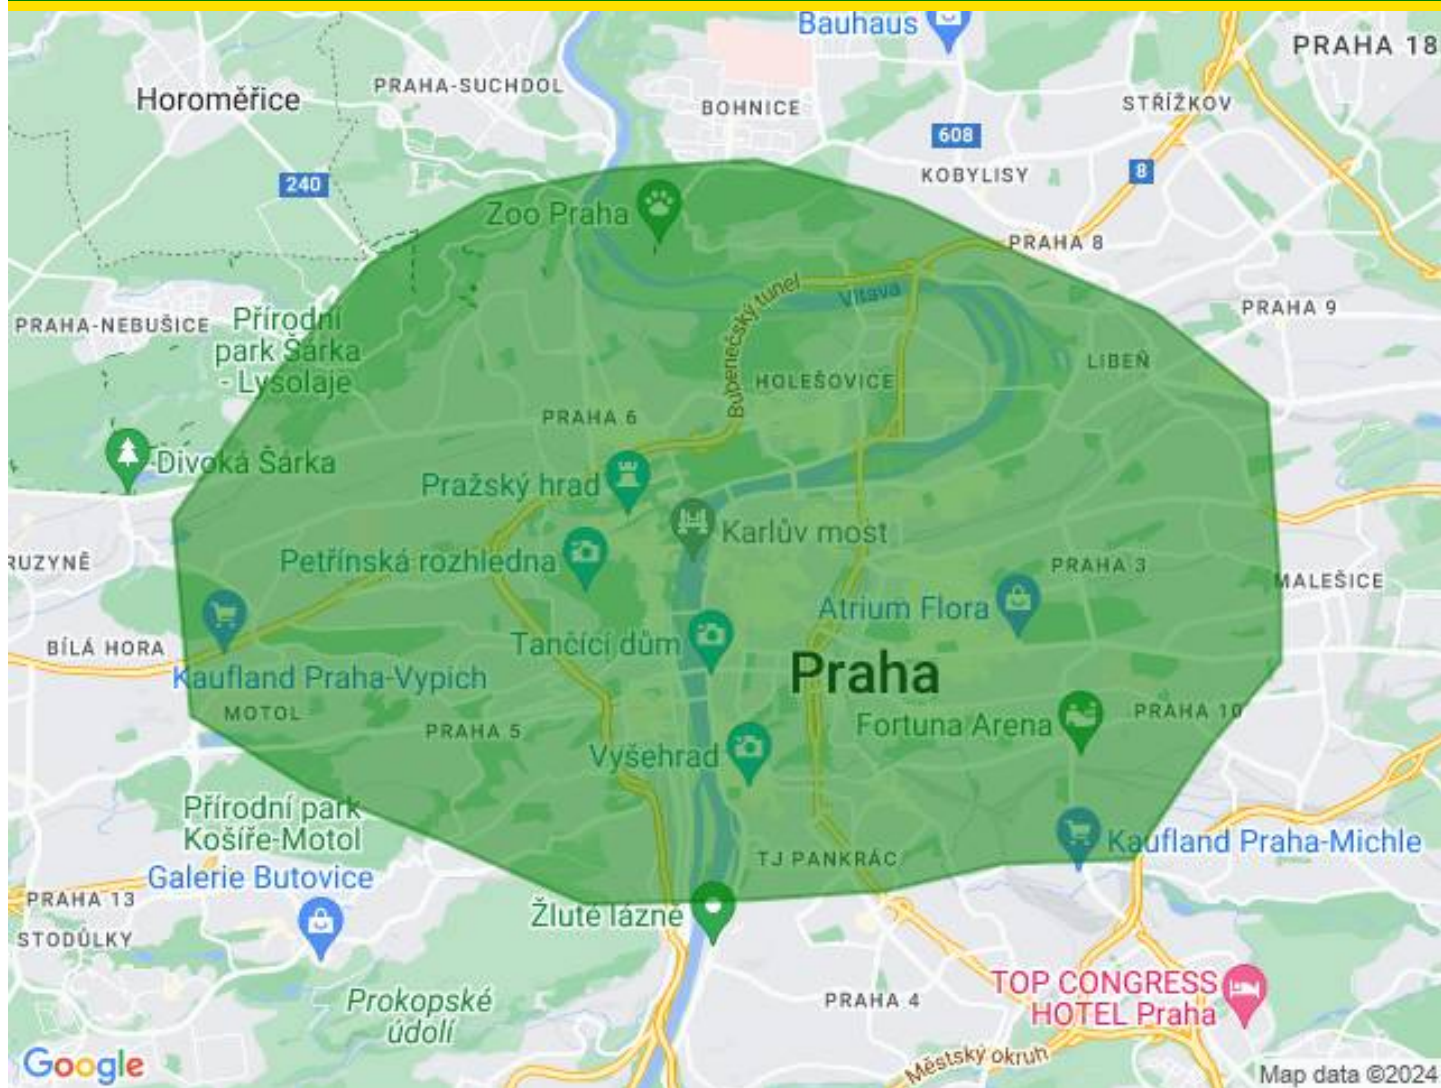 Bauhaus
PRAHA 18
PRAHA-SUCHDOL
Horoměřice
BOHNICE
STŘÍŽKOV
608
240
KOBYLISY
8
Zoo Praha
PRAHA 8
Vltava
Bubenečský tunel
PRAHA 9
PRAHA-NEBUŠICE
Přírodní
park Šárka
- Lysolaje
LIBEŇ
HOLEŠOVICE
PRAHA 6
Divoká Šárka
Pražský hrad
Karlův most
RUZYNĚ
Petřínská rozhledna
PRAHA 3
MALEŠICE
Atrium Flora
BÍLÁ HORA
Tančící dům
Praha
Kaufland Praha-Vypich
MOTOL
PRAHA 5
Fortuna Arena
PRAHA 10
Vyšehrad
Přírodní park
Košíře-Motol
Kaufland Praha-Michle
TJ PANKRÁC
Galerie Butovice
PRAHA 13
Žluté lázně
STODŮLKY
TOP CONGRESS
HOTEL Praha
Prokopské
údolí
PRAHA 4
Městský okruh
Google
Map data ©2024